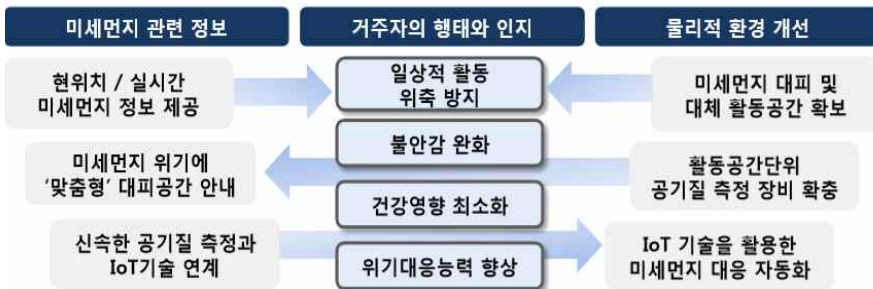 미세먼지 관련 정보
거주자의 행태와 인지
물리적 환경 개선
현위치 / 실시간
미세먼지 정보 제공
일상적 활동
위축 방지
미세먼지 대피 및
대체 활동공간 확보
불안감 완화
미세먼지 위기에
‘맞춤형’ 대피공간 안내
활동공간단위
공기질 측정 장비 확충
건강영향 최소화
신속한 공기질 측정과
IoT기술 연계
위기대응능력 향상
IoT 기술을 활용한
미세먼지 대응 자동화